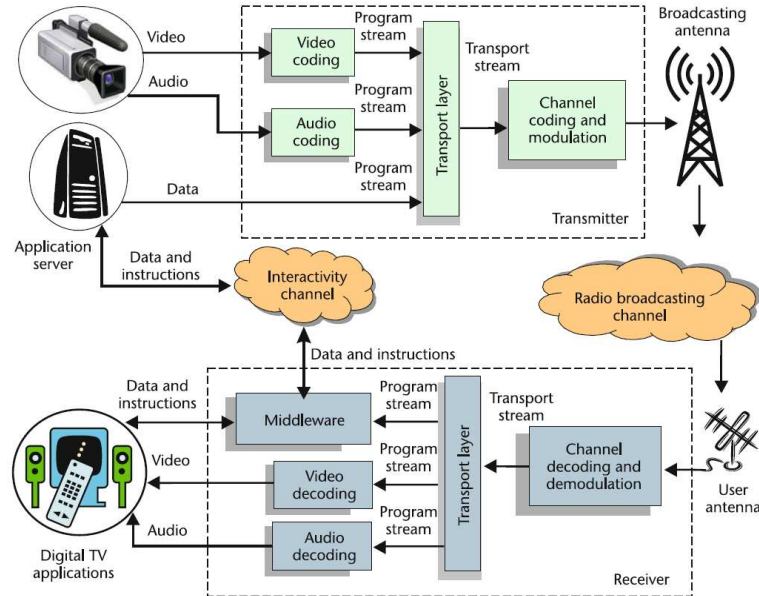 Video
Audio
Video
coding
Audio
coding
Program
stream
Program
stream
Program
stream
Transport layer
Transport
stream
Channel
coding and
modulation
Broadcasting
antenna
Data
Transmitter
Application
server
Data and
instructions
Interactivity
channel
Radio broadcasting
channel
Data and instructions
Data and
instructions
Middleware
Program
stream
Transport layer
Transport
stream
Channel
decoding and
demodulation
User
antenna
Video
Video
decoding
Program
stream
Audio
Audio
decoding
Program
stream
Digital TV
applications
Receiver